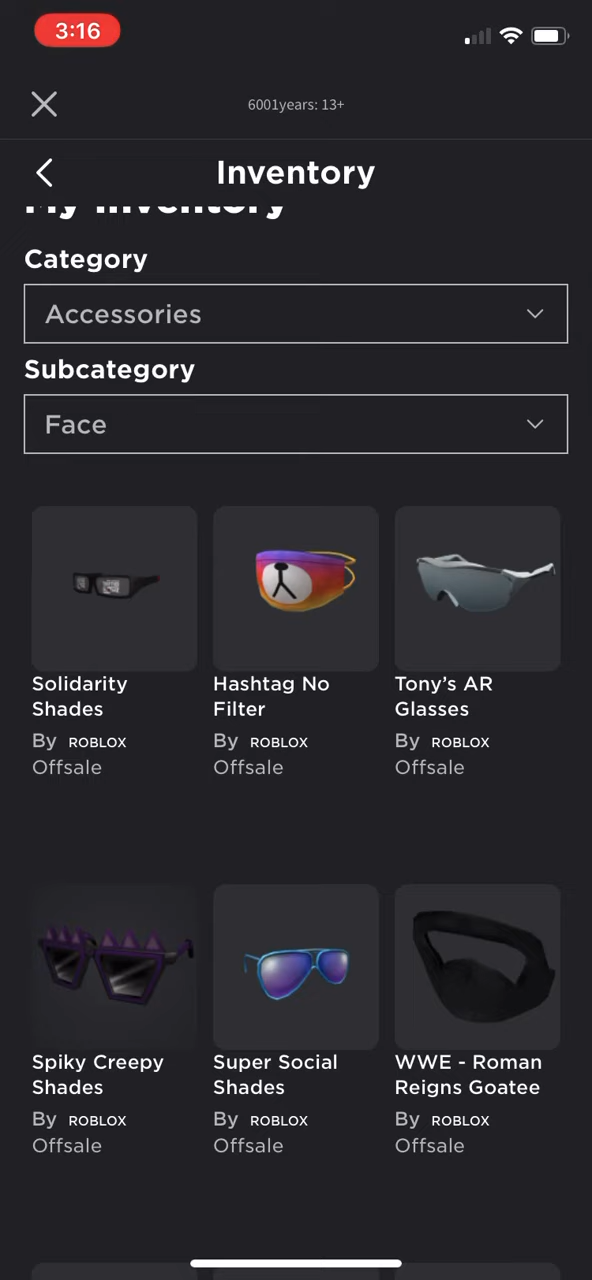 3:16
6001years: 13+
Inventory
My Inventory
Category
Accessories
Subcategory
Face
Solidarity Shades
By ROBLOX
Offsale
Hashtag No Filter
By ROBLOX
Offsale
Tony’s AR Glasses
By ROBLOX
Offsale
Spiky Creepy Shades
By ROBLOX
Offsale
Super Social Shades
By ROBLOX
Offsale
WWE - Roman Reigns Goatee
By ROBLOX
Offsale